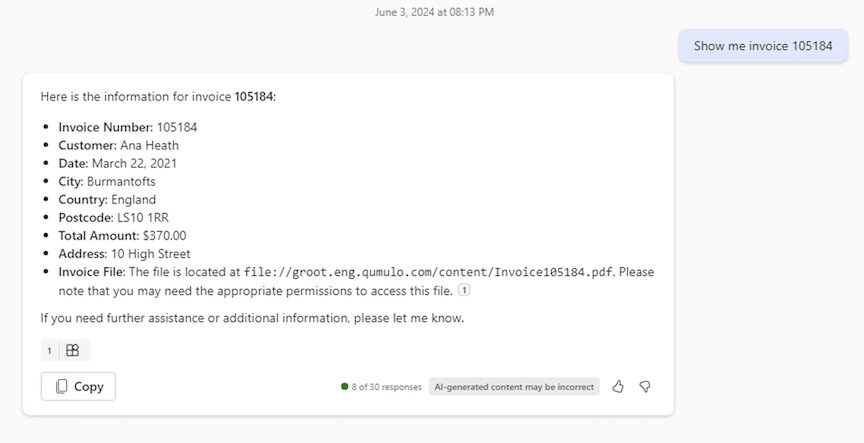 June 3, 2024 at 08:13 PM
Show me invoice 105184
Here is the information for invoice 105184:
• Invoice Number: 105184
• Customer: Ana Heath
• Date: March 22, 2021
• City: Burmantofts
• Country: England
• Postcode: LS10 1RR
• Total Amount: $370.00
• Address: 10 High Street
• Invoice File: The file is located at file://groot.eng.qumulo.com/content/Invoice105184.pdf. Please
note that you may need the appropriate permissions to access this file. 1
If you need further assistance or additional information, please let me know.
1
Copy
8 of 30 responses AI-generated content may be incorrect